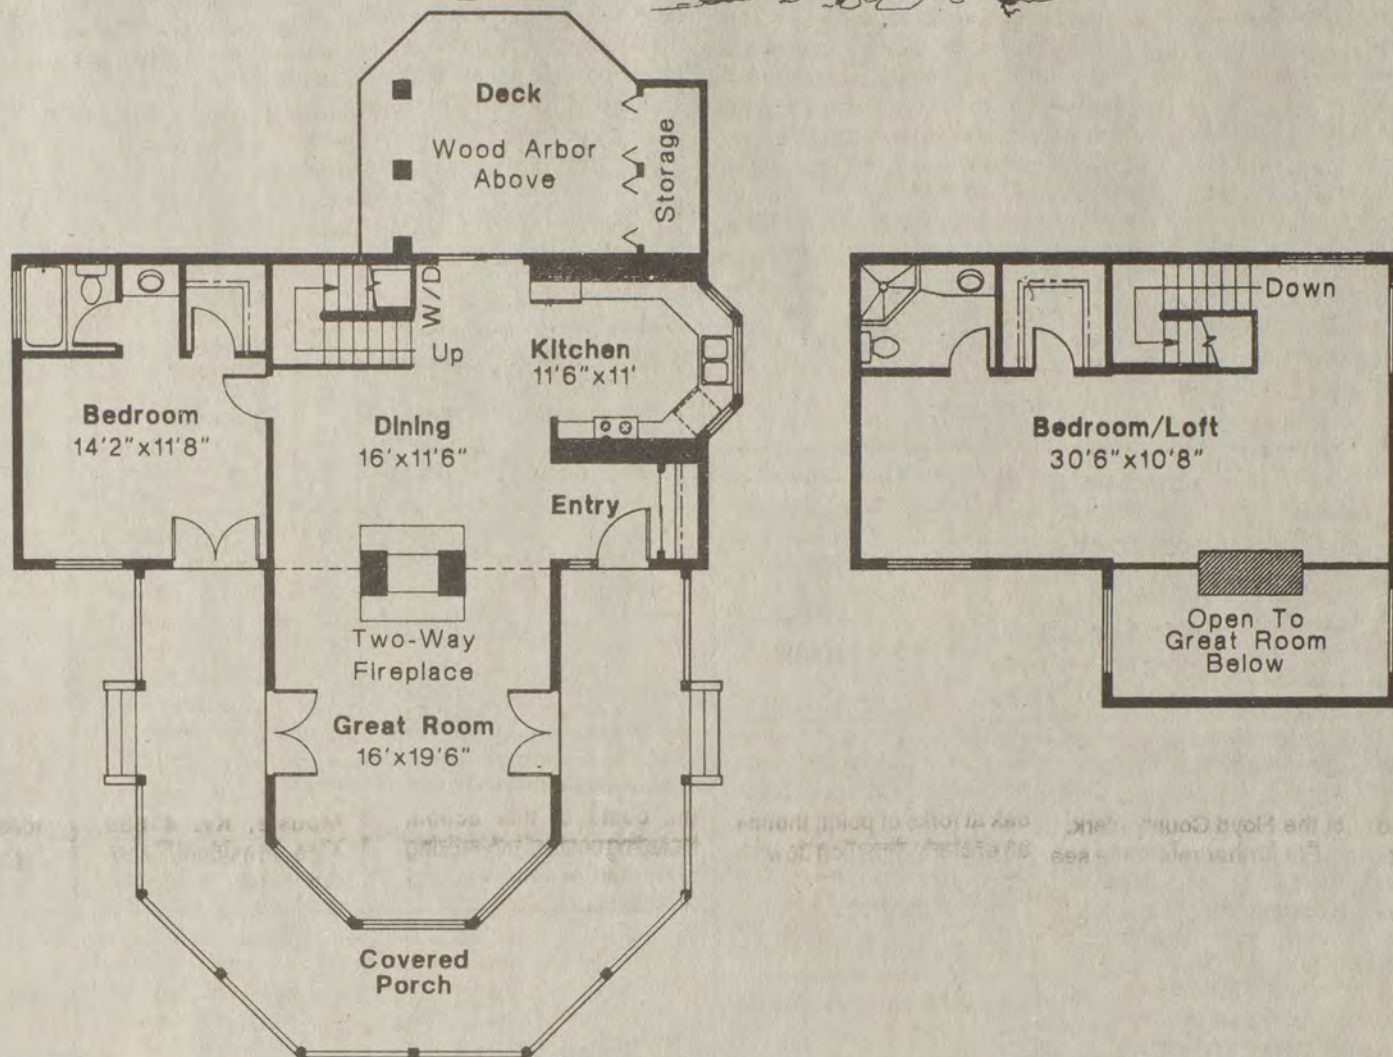 Deck
Wood Arbor
Above
Storage
W/D
Up
Kitchen
11'6"x11'
Bedroom
14'2"x11'8"
Dining
16'x11'6"
Entry
Two-Way
Fireplace
Great Room
16'x19'6"
Covered
Porch
Down
Bedroom/Loft
30'6"x10'8"
Open To
Great Room
Below